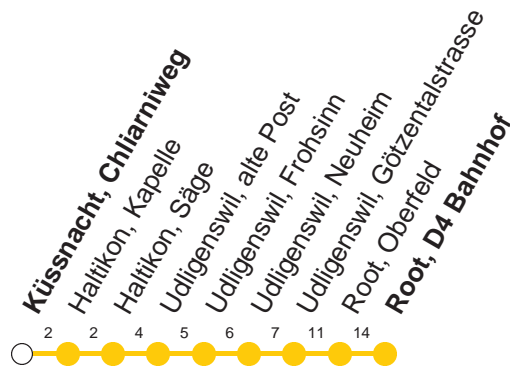 Küssnacht, Chliarniweg
Haltikon, Kapelle
Haltikon, Säge
Udligenswil, alte Post
Udligenswil, Frohsinn
Udligenswil, Neuheim
Udligenswil, Götzentalstrasse
Root, Oberfeld
Root, D4 Bahnhof
2 2 4 5 6 7 11 14